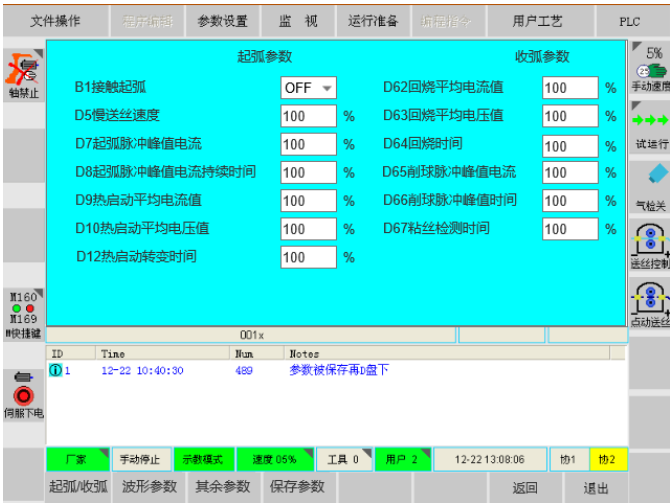 文件操作 程序编辑 参数设置 监 视 运行准备 编程指令 用户工艺 PLC
轴禁止
起弧参数 收弧参数
5%
手动速度
B1接触起弧 OFF D62回烧平均电流值 100 %
D5慢送丝速度 100 % D63回烧平均电压值 100 %
D7起弧脉冲峰值电流 100 % D64回烧时间 100 %
试运行
D8起弧脉冲峰值电流持续时间 100 % D65削球脉冲峰值电流 100 %
D9热启动平均电流值 100 % D66削球脉冲峰值时间 100 %
气检关
D10热启动平均电压值 100 % D67粘丝检测时间 100 %
D12热启动转变时间 100 %
送丝控制
M160
M169
M快捷键
点动送丝
001x
ID Time Num Notes
1 12-22 10:40:30 489 参数被保存再D盘下
伺服下电
厂家 手动停止 示教模式 速度 05% 工具 0 用户 2 12-22 13:08:06 协1 协2
起弧/收弧 波形参数 其余参数 保存参数 返回 退出